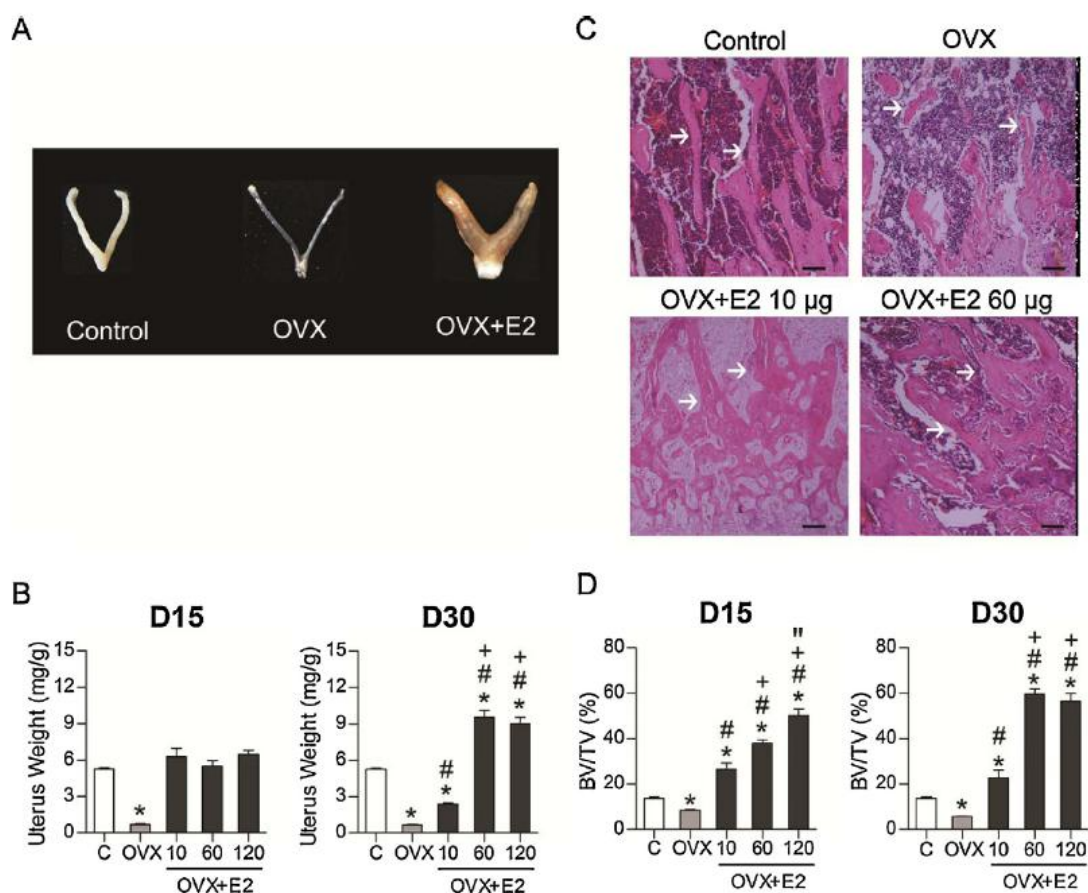 A
Control
OVX
OVX+E2
B
D15
Uterus Weight (mg/g)
15
12
9
6
3
0
*
C
OVX
10
60
120
OVX+E2
D30
Uterus Weight (mg/g)
15
12
9
6
3
0
*
#
*
+
#
*
+
#
*
C
OVX
10
60
120
OVX+E2
C
Control
OVX
OVX+E2 10 µg
OVX+E2 60 µg
D
D15
BV/TV (%)
80
60
40
20
0
*
#
*
+
#
*
"
+
#
*
C
OVX
10
60
120
OVX+E2
D30
BV/TV (%)
80
60
40
20
0
*
#
*
+
#
*
+
#
*
C
OVX
10
60
120
OVX+E2